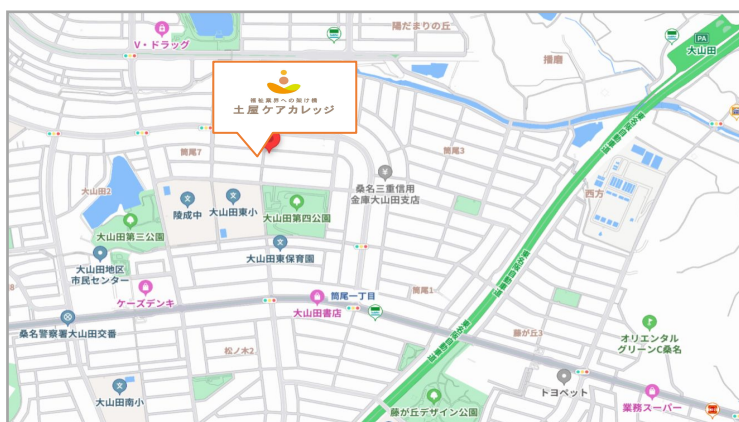 陽だまりの丘
V・ドラッグ
PA
大山田
播磨
福祉業界への架け橋
土屋ケアカレッジ
筒尾7
筒尾3
桑名三重信用
金庫大山田支店
大山田2
西方
陵成中
大山田東小
大山田第四公園
大山田第三公園
大山田東保育園
大山田地区
市民センター
ケーズデンキ
筒尾一丁目
筒尾1
大山田書店
桑名警察署大山田交番
藤が丘3
オリエンタル
グリーンC桑名
松ノ木2
大山田南小
トヨペット
藤が丘デザイン公園
業務スーパー